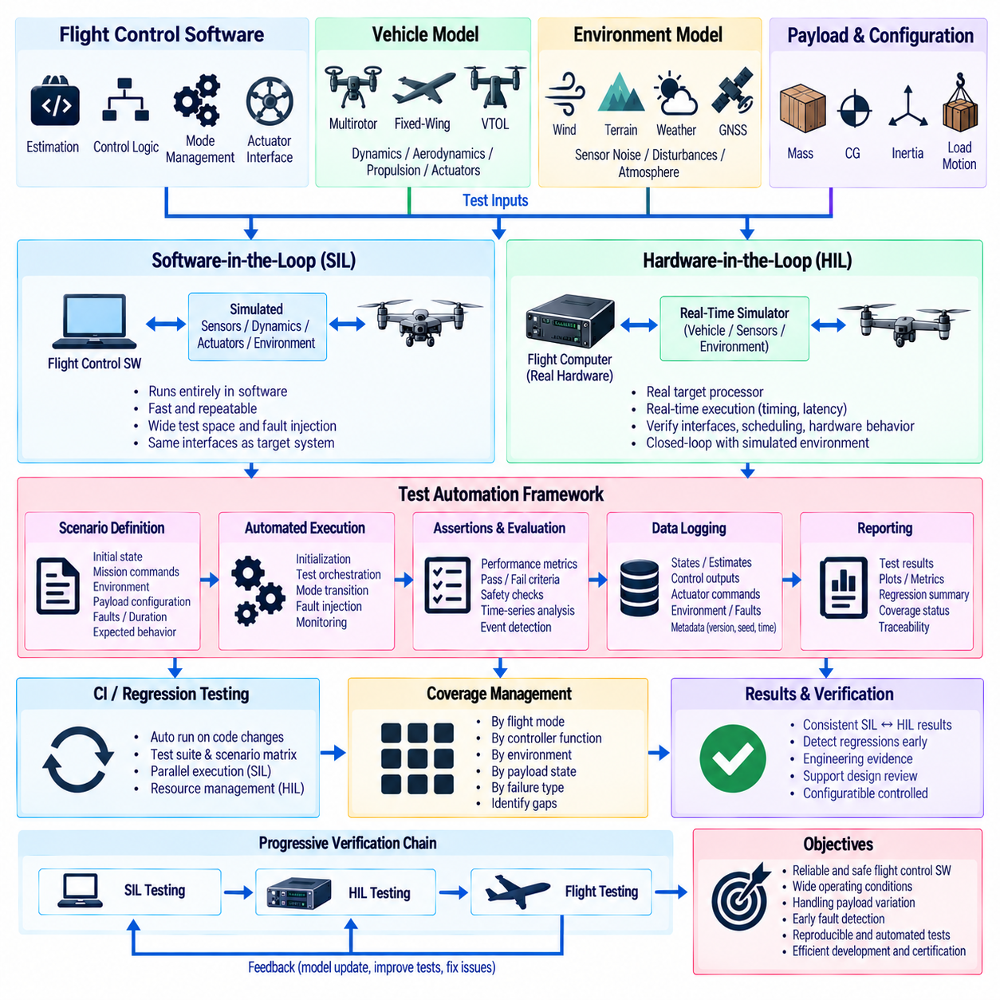 Flight Control Software
Estimation
Control Logic
Mode
Management
Actuator
Interface
Vehicle Model
Multirotor
Fixed-Wing
VTOL
Dynamics / Aerodynamics /
Propulsion / Actuators
Environment Model
Wind
Terrain
Weather
GNSS
Sensor Noise / Disturbances /
Atmosphere
Payload & Configuration
Mass
CG
Inertia
Load
Motion
Test Inputs
Software-in-the-Loop (SIL)
Flight Control SW
Simulated
Sensors / Dynamics /
Actuators / Environment
• Runs entirely in software
• Fast and repeatable
• Wide test space and fault injection
• Same interfaces as target system
Hardware-in-the-Loop (HIL)
Flight Computer
(Real Hardware)
Real-Time Simulator
(Vehicle / Sensors /
Environment)
• Real target processor
• Real-time execution (timing, latency)
• Verify interfaces, scheduling, hardware behavior
• Closed-loop with simulated environment
Test Automation Framework
Scenario Definition
Initial state
Mission commands
Environment
Payload configuration
Faults / Duration
Expected behavior
Automated Execution
Initialization
Test orchestration
Mode transition
Fault injection
Monitoring
Assertions & Evaluation
Performance metrics
Pass / Fail criteria
Safety checks
Time-series analysis
Event detection
Data Logging
States / Estimates
Control outputs
Actuator commands
Environment / Faults
Metadata (version, seed, time)
Reporting
Test results
Plots / Metrics
Regression summary
Coverage status
Traceability
CI / Regression Testing
• Auto run on code changes
• Test suite & scenario matrix
• Parallel execution (SIL)
• Resource management (HIL)
Coverage Management
• By flight mode
• By controller function
• By environment
• By payload state
• By failure type
• Identify gaps
Results & Verification
• Consistent SIL ↔ HIL results
• Detect regressions early
• Engineering evidence
• Support design review
• Configuratible controlled
Progressive Verification Chain
SIL Testing
HIL Testing
Flight Testing
Feedback (model update, improve tests, fix issues)
Objectives
• Reliable and safe flight control SW
• Wide operating conditions
• Handling payload variation
• Early fault detection
• Reproducible and automated tests
• Efficient development and certification